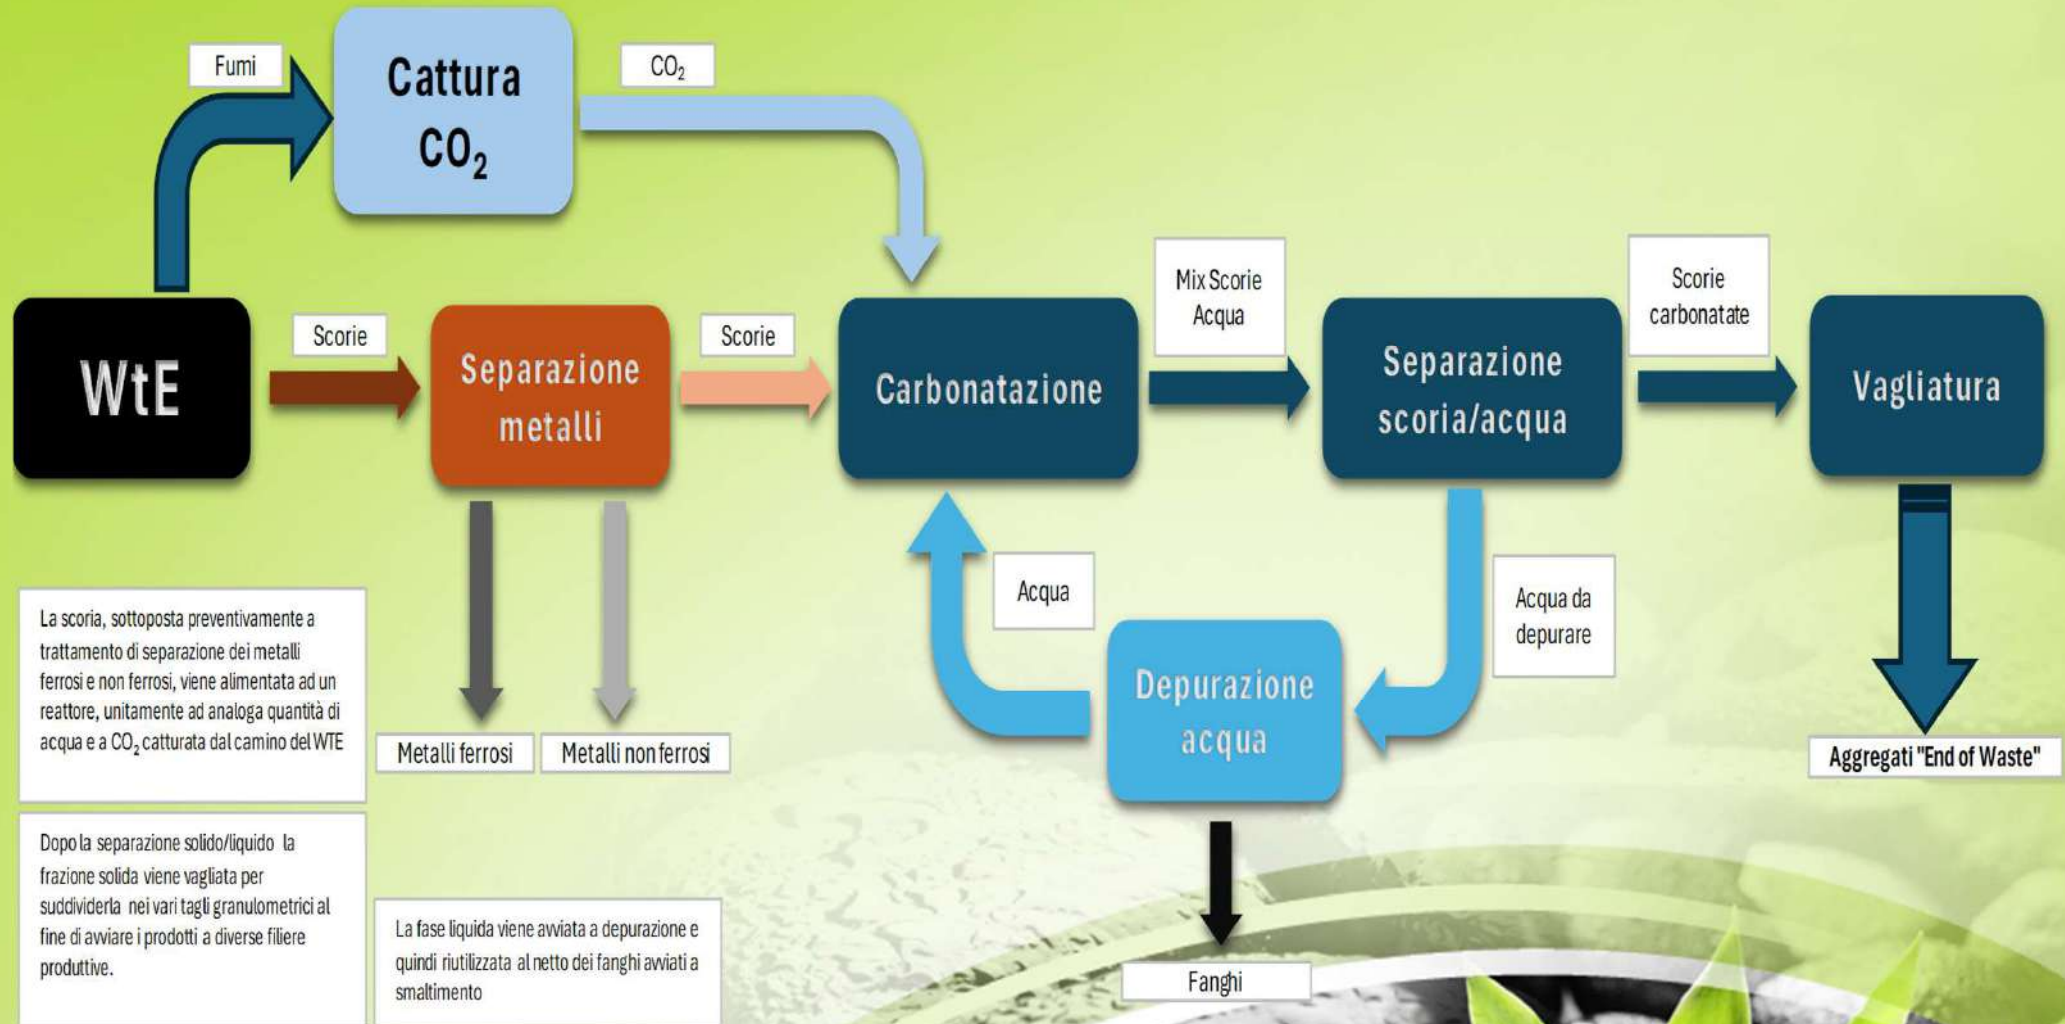 Fumi
Cattura
CO₂
CO₂
WtE
Scorie
Separazione
metalli
Scorie
Carbonatazione
Mix Scorie
Acqua
Separazione
scoria/acqua
Scorie
carbonatate
Vagliatura
Acqua
Acqua da
depurare
Depurazione
acqua
Metalli ferrosi
Metalli non ferrosi
Aggregati "End of Waste"
Fanghi
La scoria, sottoposta preventivamente a
trattamento di separazione dei metalli
ferrosi e non ferrosi, viene alimentata ad un
reattore, unitamente ad analoga quantità di
acqua e a CO₂ catturata dal camino del WTE
Dopo la separazione solido/liquido la
frazione solida viene vagliata per
suddividerla nei vari tagli granulometrici al
fine di avviare i prodotti a diverse filiere
produttive.
La fase liquida viene avviata a depurazione e
quindi riutilizzata al netto dei fanghi avviati a
smaltimento